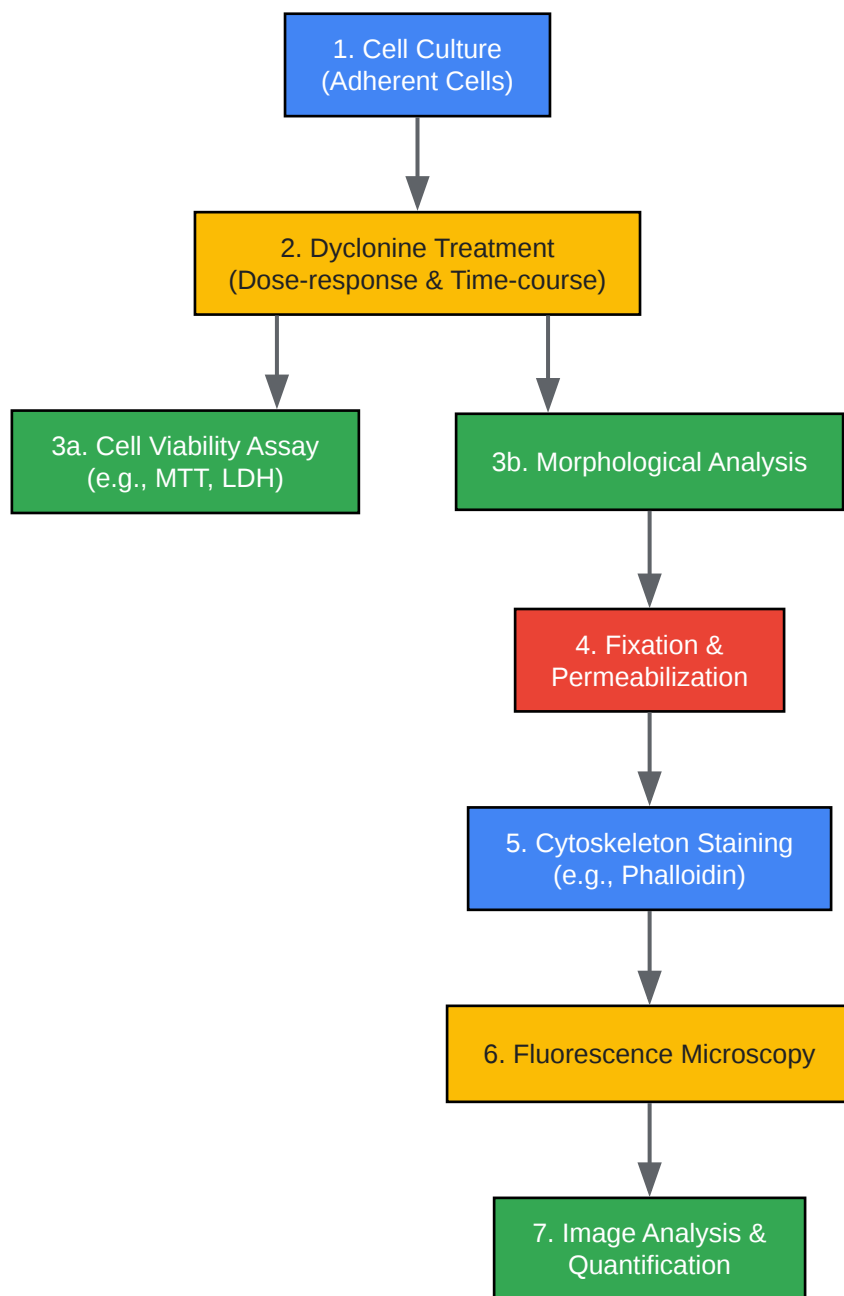 1. Cell Culture
(Adherent Cells)
2. Dyclonine Treatment
(Dose-response & Time-course)
3a. Cell Viability Assay
(e.g., MTT, LDH)
3b. Morphological Analysis
4. Fixation &
Permeabilization
5. Cytoskeleton Staining
(e.g., Phalloidin)
6. Fluorescence Microscopy
7. Image Analysis &
Quantification